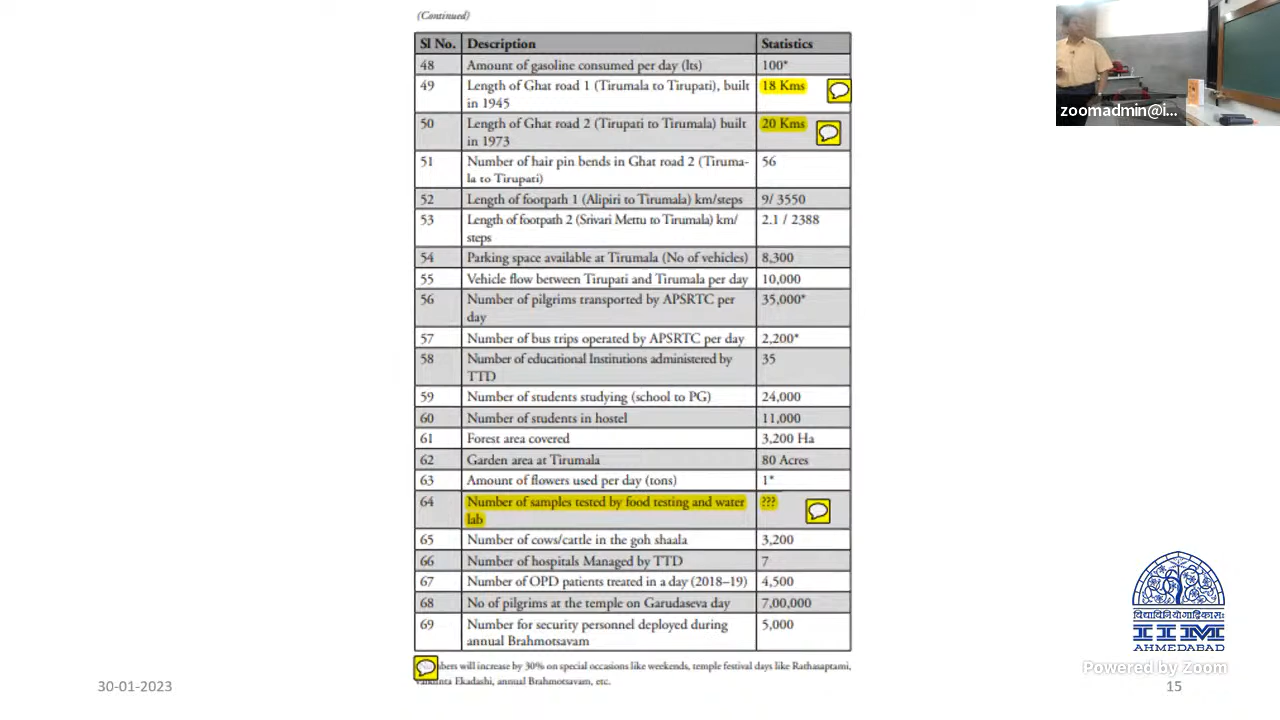 (Continued)
Sl No. Description Statistics
48 Amount of gasoline consumed per day (lts) 100*
49 Length of Ghat road 1 (Tirumala to Tirupati), built 18 Kms
in 1945
50 Length of Ghat road 2 (Tirupati to Tirumala) built 20 Kms
in 1973
51 Number of hair pin bends in Ghat road 2 (Tiruma- 56
la to Tirupati)
52 Length of footpath 1 (Alipiri to Tirumala) km/steps 9/ 3550
53 Length of footpath 2 (Srivari Mettu to Tirumala) km/ 2.1 / 2388
steps
54 Parking space available at Tirumala (No of vehicles) 8,300
55 Vehicle flow between Tirupati and Tirumala per day 10,000
56 Number of pilgrims transported by APSRTC per 35,000*
day
57 Number of bus trips operated by APSRTC per day 2,200*
58 Number of educational Institutions administered by 35
TTD
59 Number of students studying (school to PG) 24,000
60 Number of students in hostel 11,000
61 Forest area covered 3,200 Ha
62 Garden area at Tirumala 80 Acres
63 Amount of flowers used per day (tons) 1*
64 Number of samples tested by food testing and water ???
lab
65 Number of cows/cattle in the goh shaala 3,200
66 Number of hospitals Managed by TTD 7
67 Number of OPD patients treated in a day (2018–19) 4,500
68 No of pilgrims at the temple on Garudaseva day 7,00,000
69 Number for security personnel deployed during 5,000
annual Brahmotsavam
will increase by 30% on special occasions like weekends, temple festival days like Rathasaptami,
Ekadashi, annual Brahmotsavam, etc.
30-01-2023
15
zoomadmin@i...
विद्याविनियोगाद्विकासः
IIM
AHMEDABAD
Powered by Zoom